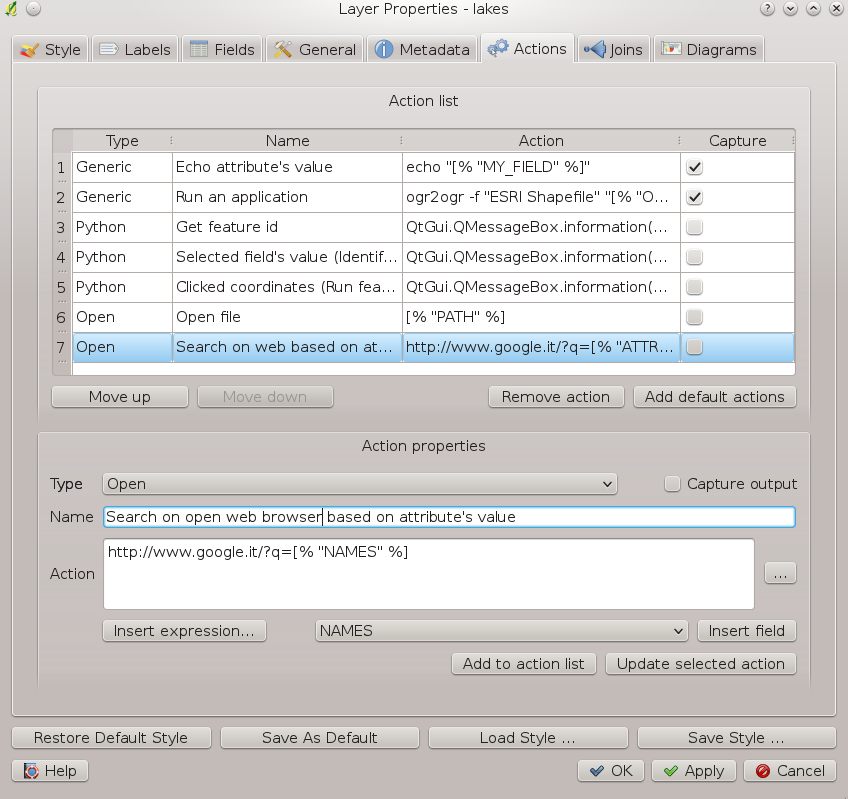 Layer Properties - lakes
Style Labels Fields General Metadata Actions Joins Diagrams
Action list
Type Name Action Capture
1 Generic Echo attribute's value echo "[% "MY_FIELD" %]"
2 Generic Run an application ogr2ogr -f "ESRI Shapefile" "[% "O...
3 Python Get feature id QtGui.QMessageBox.information(...
4 Python Selected field's value (Identif... QtGui.QMessageBox.information(...
5 Python Clicked coordinates (Run fea... QtGui.QMessageBox.information(...
6 Open Open file [% "PATH" %]
7 Open Search on web based on at... http://www.google.it/?q=[% "ATTR...
Move up Move down Remove action Add default actions
Action properties
Type Open Capture output
Name Search on open web browser based on attribute's value
Action http://www.google.it/?q=[% "NAMES" %]
...
Insert expression... NAMES Insert field
Add to action list Update selected action
Restore Default Style Save As Default Load Style ... Save Style ...
Help OK Apply Cancel